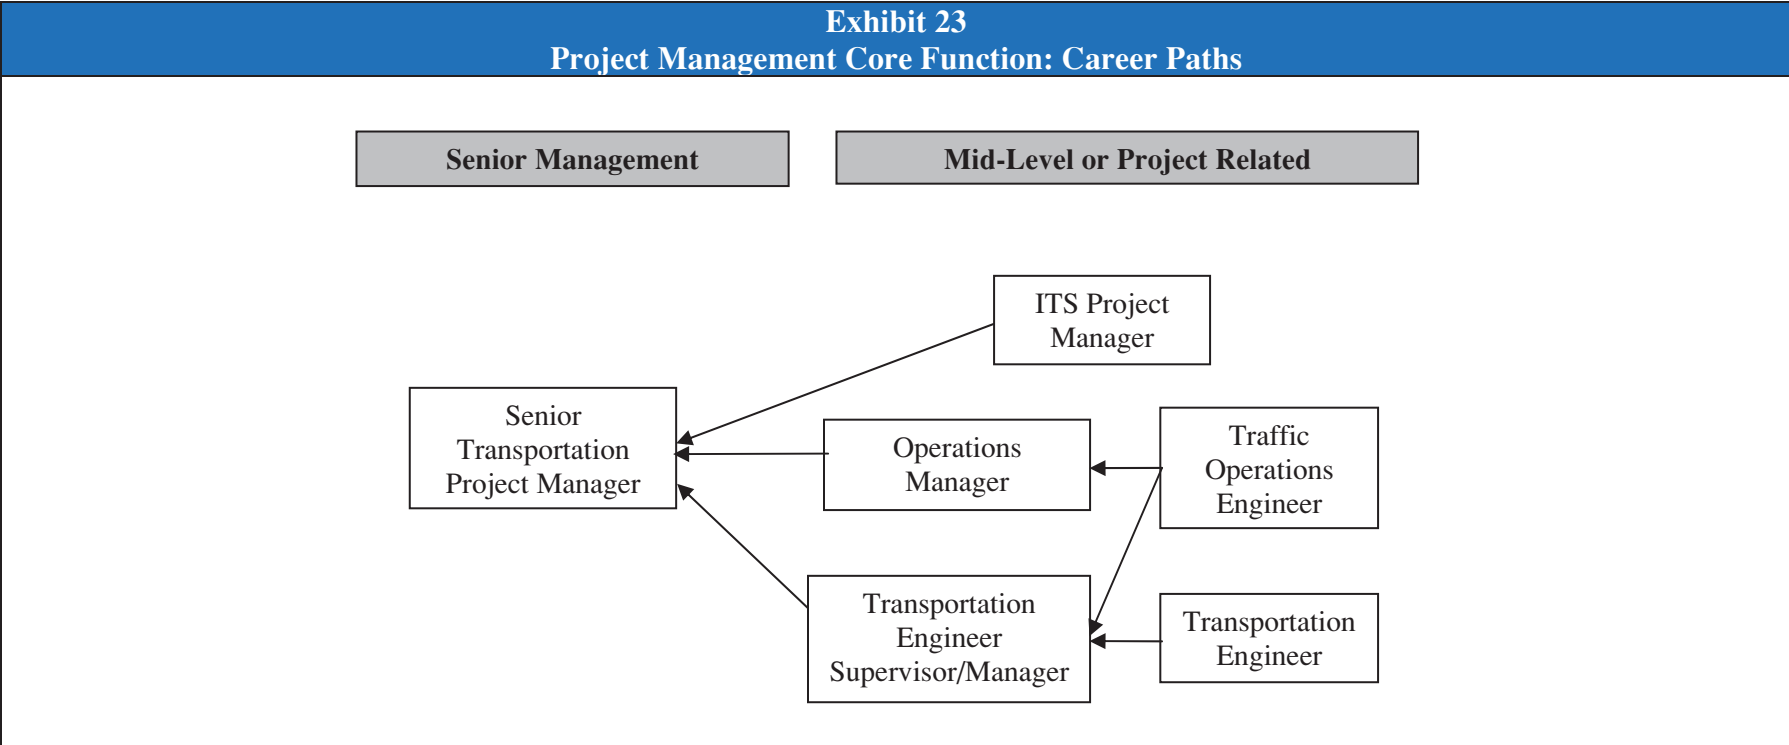 Exhibit 23
Project Management Core Function: Career Paths
Senior Management
Mid-Level or Project Related
ITS Project
Manager
Senior
Transportation
Project Manager
Operations
Manager
Traffic
Operations
Engineer
Transportation
Engineer
Supervisor/Manager
Transportation
Engineer